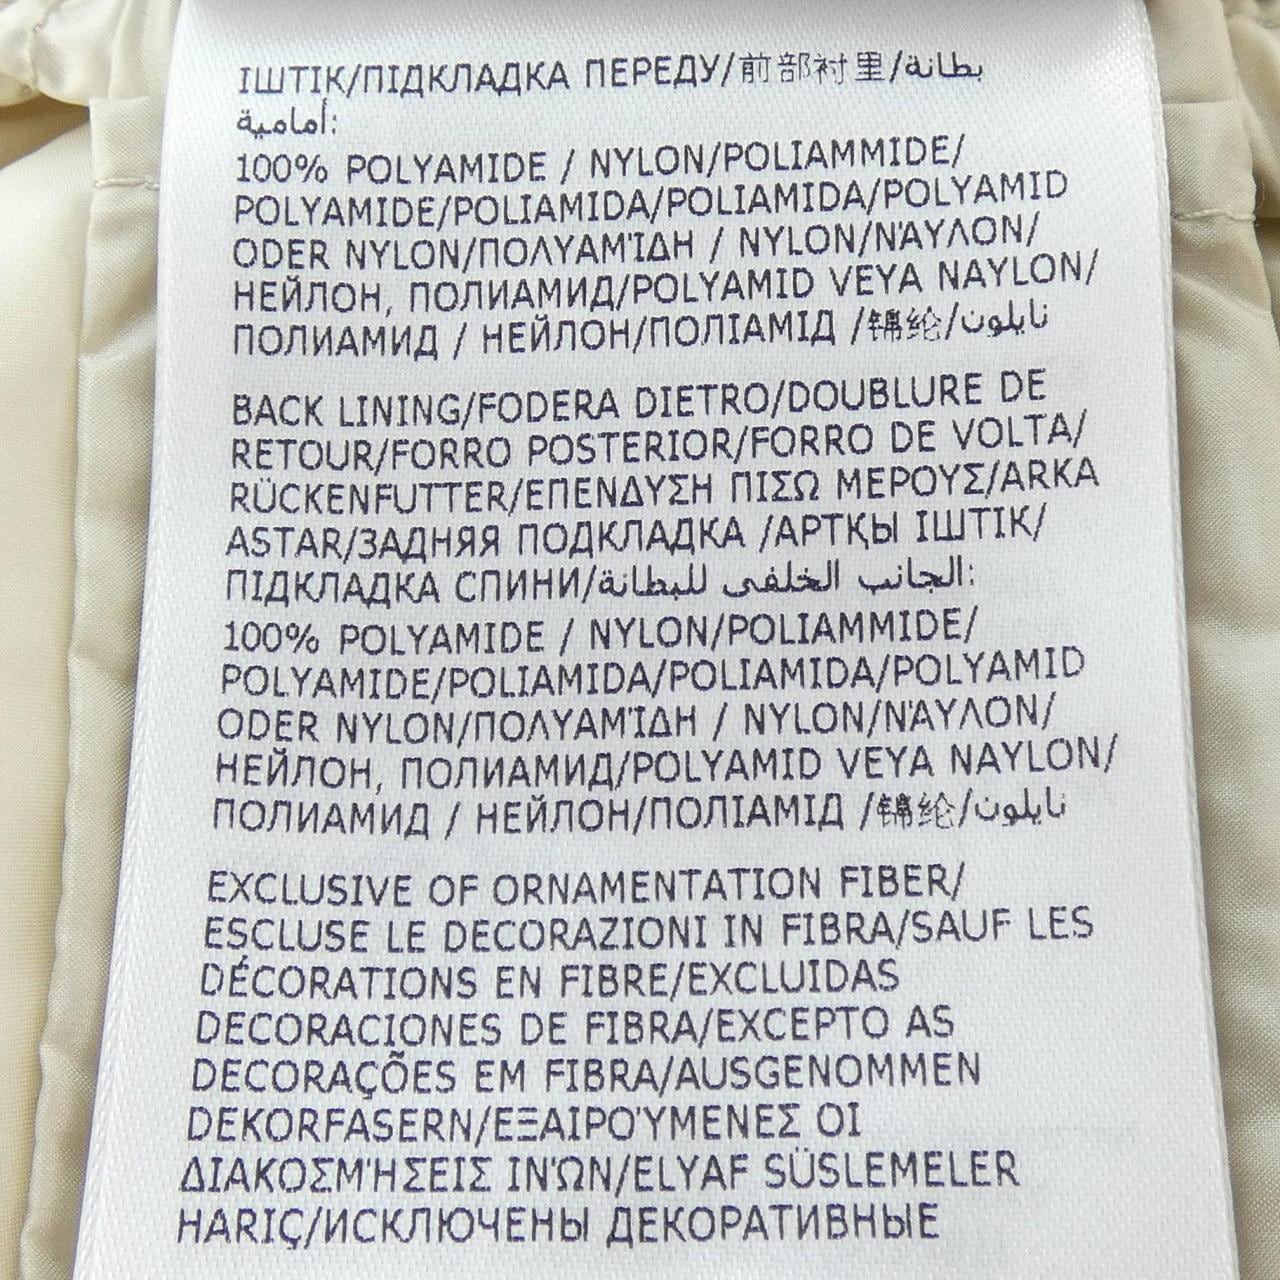 ІШТІК/ПІДКЛАДКА ПЕРЕДУ/前部衬里/بطانة
أمامية:
100% POLYAMIDE / NYLON/POLIAMMIDE/
POLYAMIDE/POLIAMIDA/POLIAMIDA/POLYAMID
ODER NYLON/ΠΟΛΥΑΜΊΔΗ / NYLON/ΝΆΥΛΟΝ/
НЕЙЛОН, ПОЛИАМИД/POLYAMID VEYA NAYLON/
ПОЛИАМИД / НЕЙЛОН/ПОЛІАМІД /锦纶/نايلون
BACK LINING/FODERA DIETRO/DOUBLURE DE
RETOUR/FORRO POSTERIOR/FORRO DE VOLTA/
RÜCKENFUTTER/ΕΠΕΝΔΥΣΗ ΠΙΣΩ ΜΕΡΟΥΣ/ARKA
ASTAR/ЗАДНЯЯ ПОДКЛАДКА /АРТҚЫ ІШТІК/
ПІДКЛАДКА СПИНИ/الجانب الخلفى للبطانة:
100% POLYAMIDE / NYLON/POLIAMMIDE/
POLYAMIDE/POLIAMIDA/POLIAMIDA/POLYAMID
ODER NYLON/ΠΟΛΥΑΜΊΔΗ / NYLON/ΝΆΥΛΟΝ/
НЕЙЛОН, ПОЛИАМИД/POLYAMID VEYA NAYLON/
ПОЛИАМИД / НЕЙЛОН/ПОЛІАМІД /锦纶/نايلون
EXCLUSIVE OF ORNAMENTATION FIBER/
ESCLUSE LE DECORAZIONI IN FIBRA/SAUF LES
DÉCORATIONS EN FIBRE/EXCLUIDAS
DECORACIONES DE FIBRA/EXCEPTO AS
DECORAÇÕES EM FIBRA/AUSGENOMMEN
DEKORFASERN/ΕΞΑΙΡΟΎΜΕΝΕΣ ΟΙ
ΔΙΑΚΟΣΜΉΣΕΙΣ ΙΝΏΝ/ELYAF SÜSLEMELER
HARIÇ/ИСКЛЮЧЕНЫ ДЕКОРАТИВНЫЕ